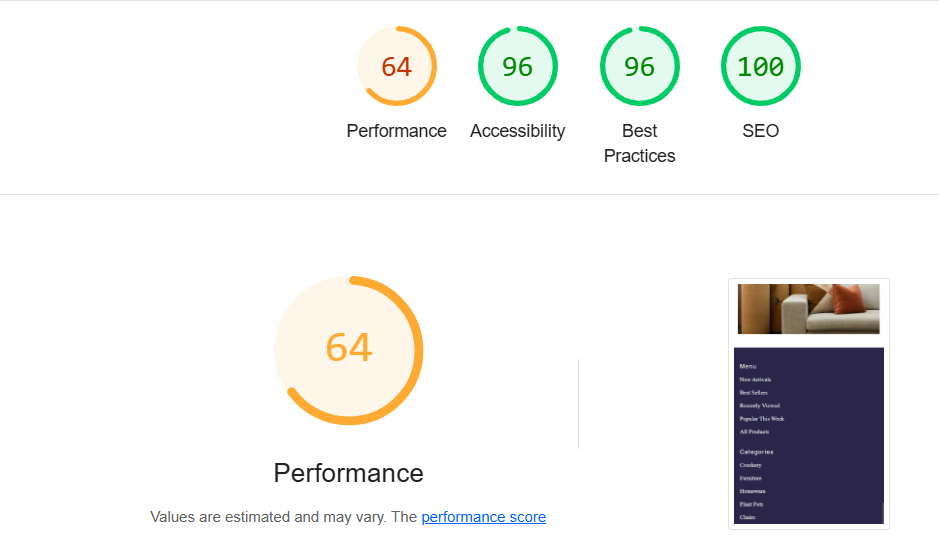 64
96
96
100
Performance
Accessibility
Best
Practices
SEO
64
Performance
Values are estimated and may vary. The performance score
Menu
New Arrivals
Best Sellers
Recently Viewed
Popular This Week
All Products
Categories
Crockery
Furniture
Homeware
Plant Pots
Chairs